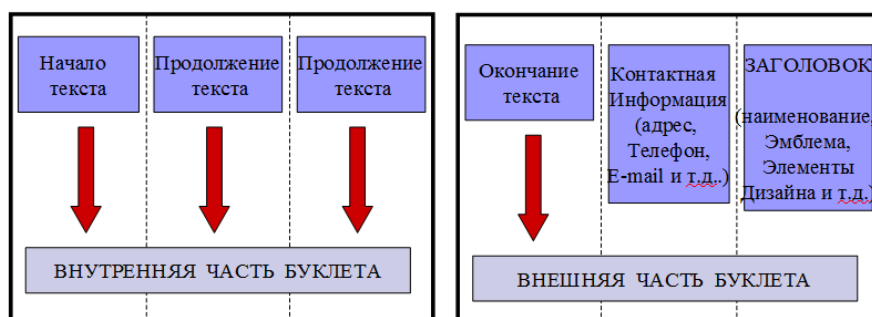 Начало
текста
Продолжение
текста
Продолжение
текста
ВНУТРЕННЯЯ ЧАСТЬ БУКЛЕТА
Окончание
текста
Контактная
Информация
(адрес,
Телефон,
E-mail и т.д..)
ЗАГОЛОВОК
(наименование,
Эмблема,
Элементы
Дизайна и т.д.)
ВНЕШНЯЯ ЧАСТЬ БУКЛЕТА